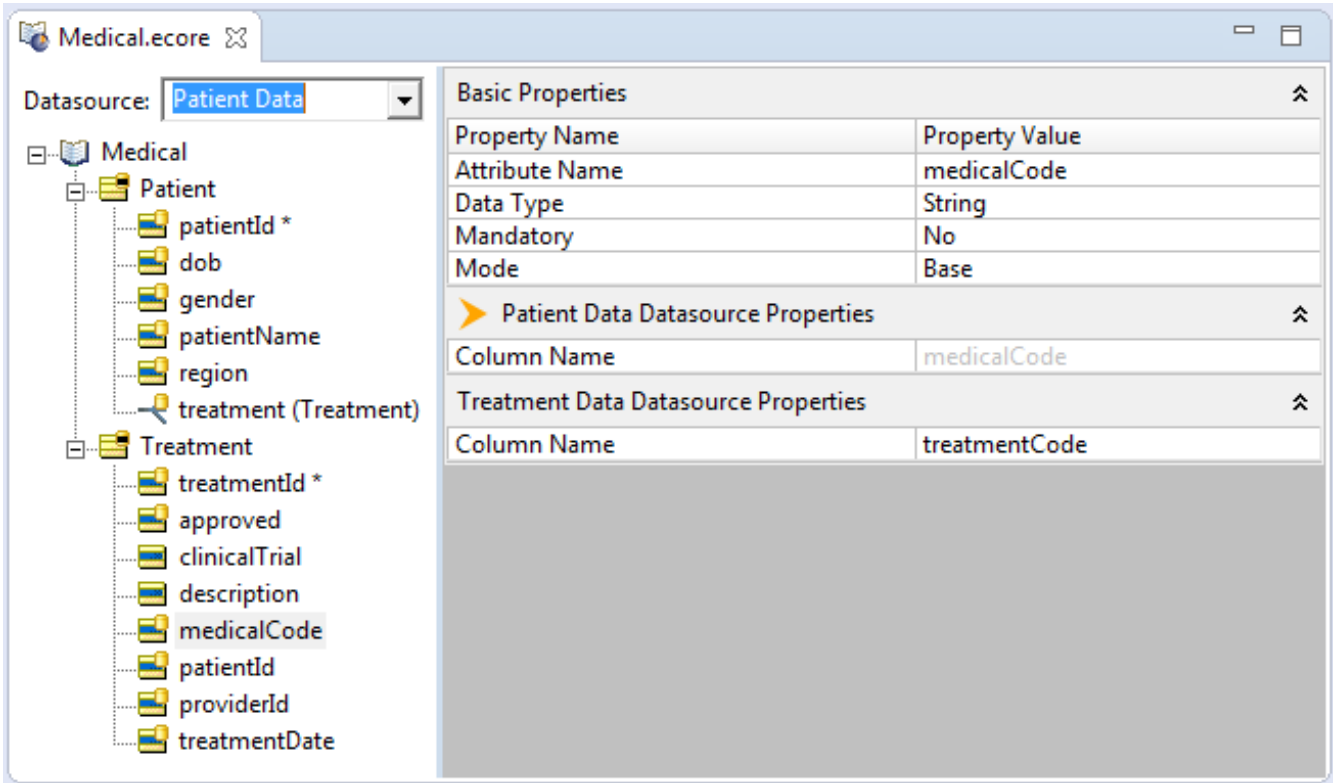 Medical.ecore
Datasource: Patient Data
Medical
Patient
patientId *
dob
gender
patientName
region
treatment (Treatment)
Treatment
treatmentId *
approved
clinicalTrial
description
medicalCode
patientId
providerId
treatmentDate
Basic Properties
Property Name Property Value
Attribute Name medicalCode
Data Type String
Mandatory No
Mode Base
Patient Data Datasource Properties
Column Name medicalCode
Treatment Data Datasource Properties
Column Name treatmentCode